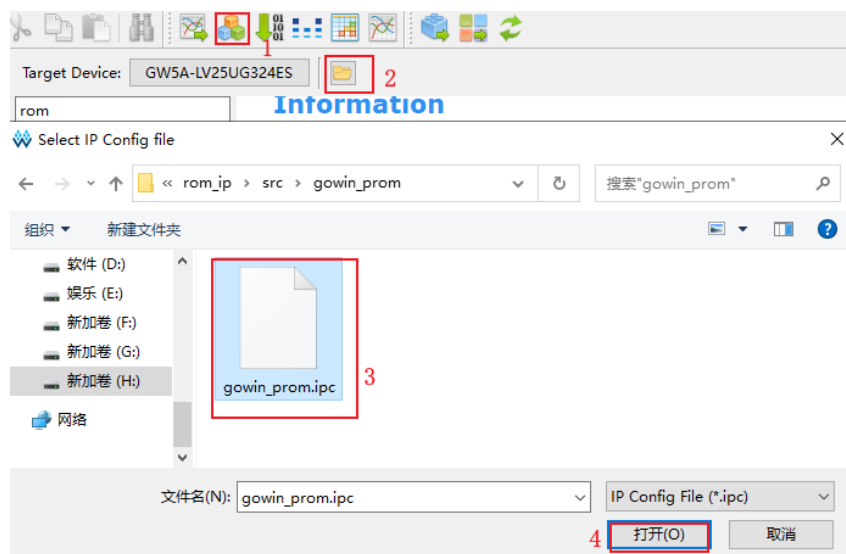 01
10
01
1
Target Device: GW5A-LV25UG324ES 2
rom Information
Select IP Config file
« rom_ip › src › gowin_prom 搜索"gowin_prom"
组织 新建文件夹
软件 (D:)
娱乐 (E:)
新加卷 (F:)
新加卷 (G:)
新加卷 (H:)
网络
gowin_prom.ipc
3
文件名(N): gowin_prom.ipc IP Config File (*.ipc)
4 打开(O) 取消